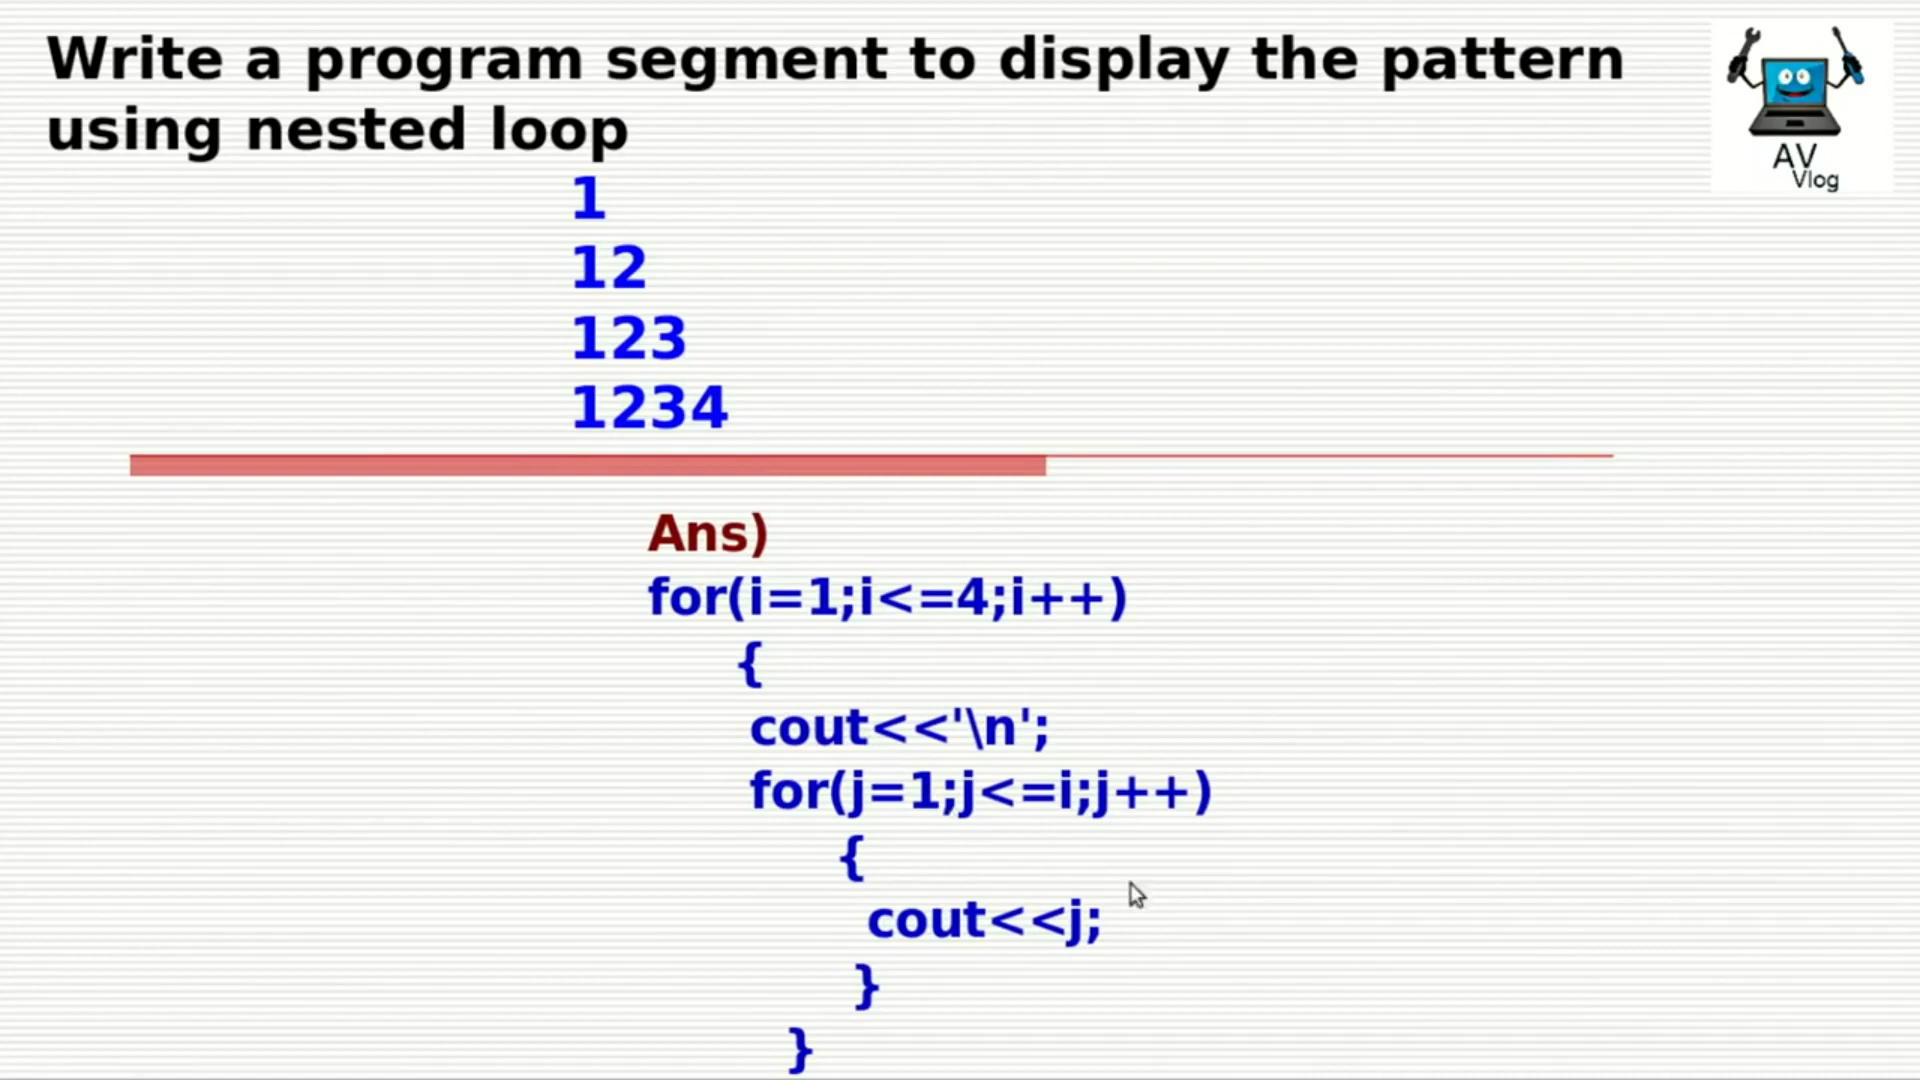 Write a program segment to display the pattern
using nested loop
1
12
123
1234
AV
Vlog
Ans)
for(i=1;i<=4;i++)
{
cout<<'\n';
for(j=1;j<=i;j++)
{
cout<<j;
}
}